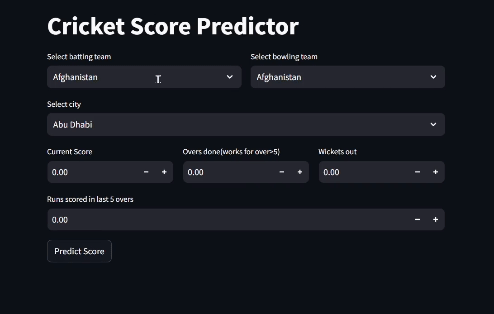 Cricket Score Predictor
Select batting team Select bowling team
Afghanistan Afghanistan
Select city
Abu Dhabi
Current Score Overs done(works for over>5) Wickets out
0.00 − + 0.00 − + 0.00 − +
Runs scored in last 5 overs
0.00 − +
Predict Score